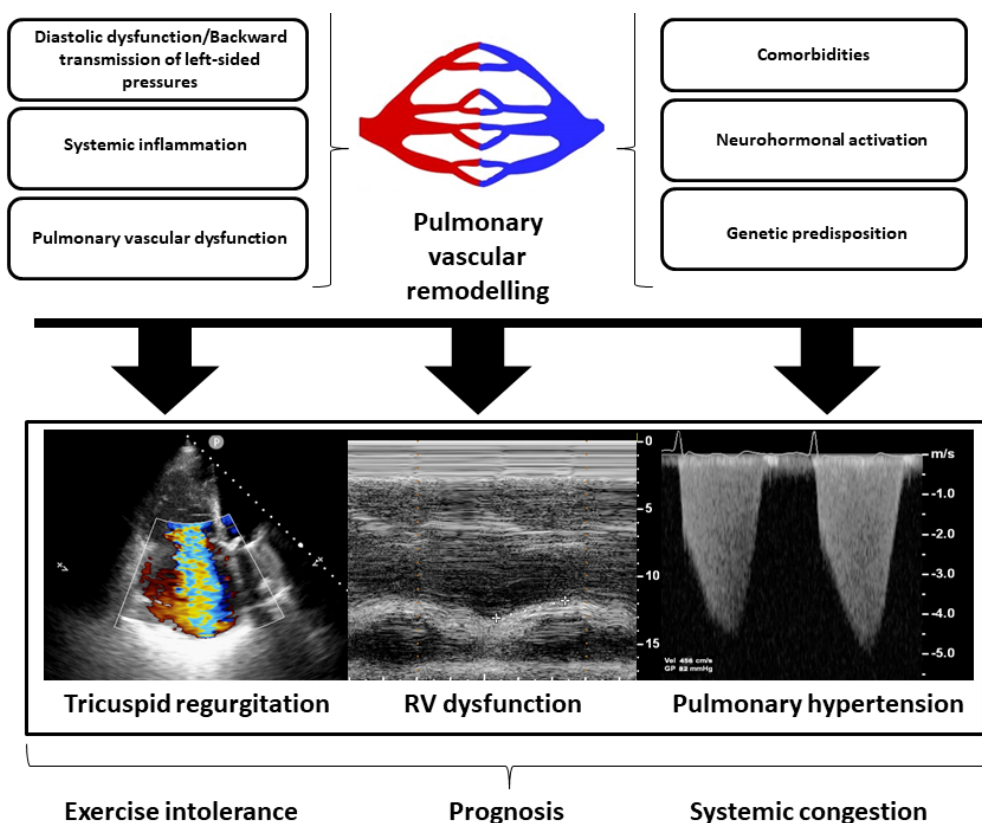 Diastolic dysfunction/Backward
transmission of left-sided
pressures
Systemic inflammation
Pulmonary vascular dysfunction
Pulmonary
vascular
remodelling
Comorbidities
Neurohormonal activation
Genetic predisposition
P
V
0
5
10
15
m/s
-1.0
-2.0
-3.0
-4.0
-5.0
Vel 456 cm/s
GP 82 mmHg
Tricuspid regurgitation
RV dysfunction
Pulmonary hypertension
Exercise intolerance
Prognosis
Systemic congestion